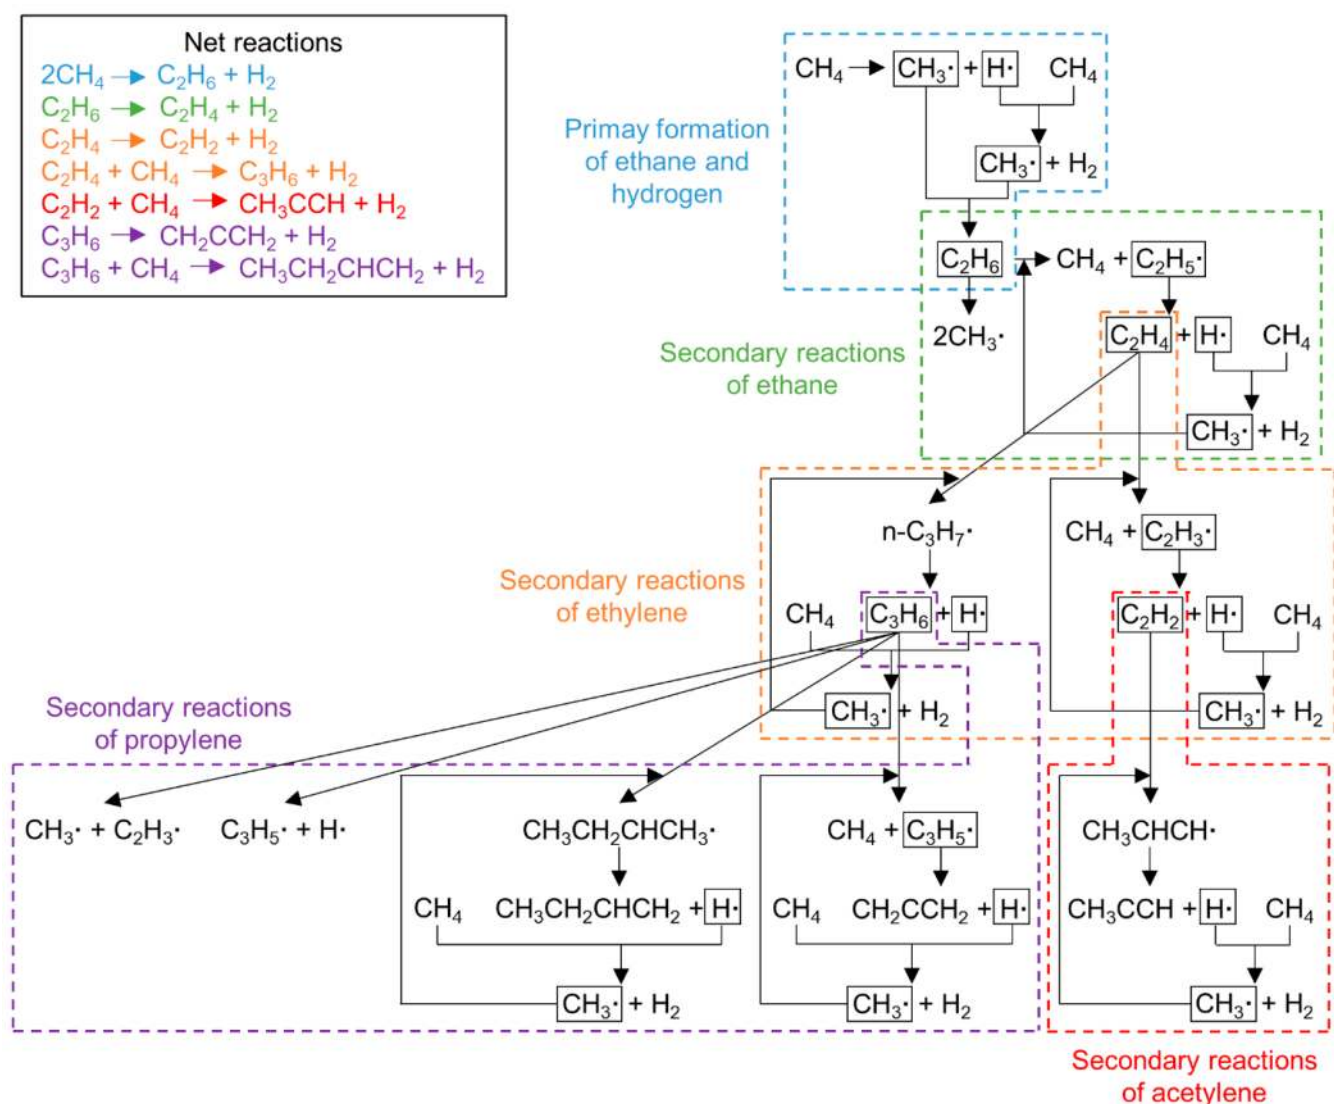 Net reactions
2CH₄ → C₂H₆ + H₂
C₂H₆ → C₂H₄ + H₂
C₂H₄ → C₂H₂ + H₂
C₂H₄ + CH₄ → C₃H₆ + H₂
C₂H₂ + CH₄ → CH₃CCH + H₂
C₃H₆ → CH₂CCH₂ + H₂
C₃H₆ + CH₄ → CH₃CH₂CHCH₂ + H₂
Primay formation
of ethane and
hydrogen
CH₄ → CH₃· + H· CH₄
CH₃· + H₂
C₂H₆ → CH₄ + C₂H₅·
Secondary reactions
of ethane
2CH₃· C₂H₄ + H· CH₄
CH₃· + H₂
Secondary reactions
of ethylene
n-C₃H₇· CH₄ + C₂H₃·
CH₄ C₃H₆ + H· C₂H₂ + H· CH₄
CH₃· + H₂ CH₃· + H₂
Secondary reactions
of propylene
CH₃· + C₂H₃· C₃H₅· + H· CH₃CH₂CHCH₃· CH₄ + C₃H₅· CH₃CHCH·
CH₄ CH₃CH₂CHCH₂ + H· CH₄ CH₂CCH₂ + H· CH₃CCH + H· CH₄
CH₃· + H₂ CH₃· + H₂ CH₃· + H₂
Secondary reactions
of acetylene